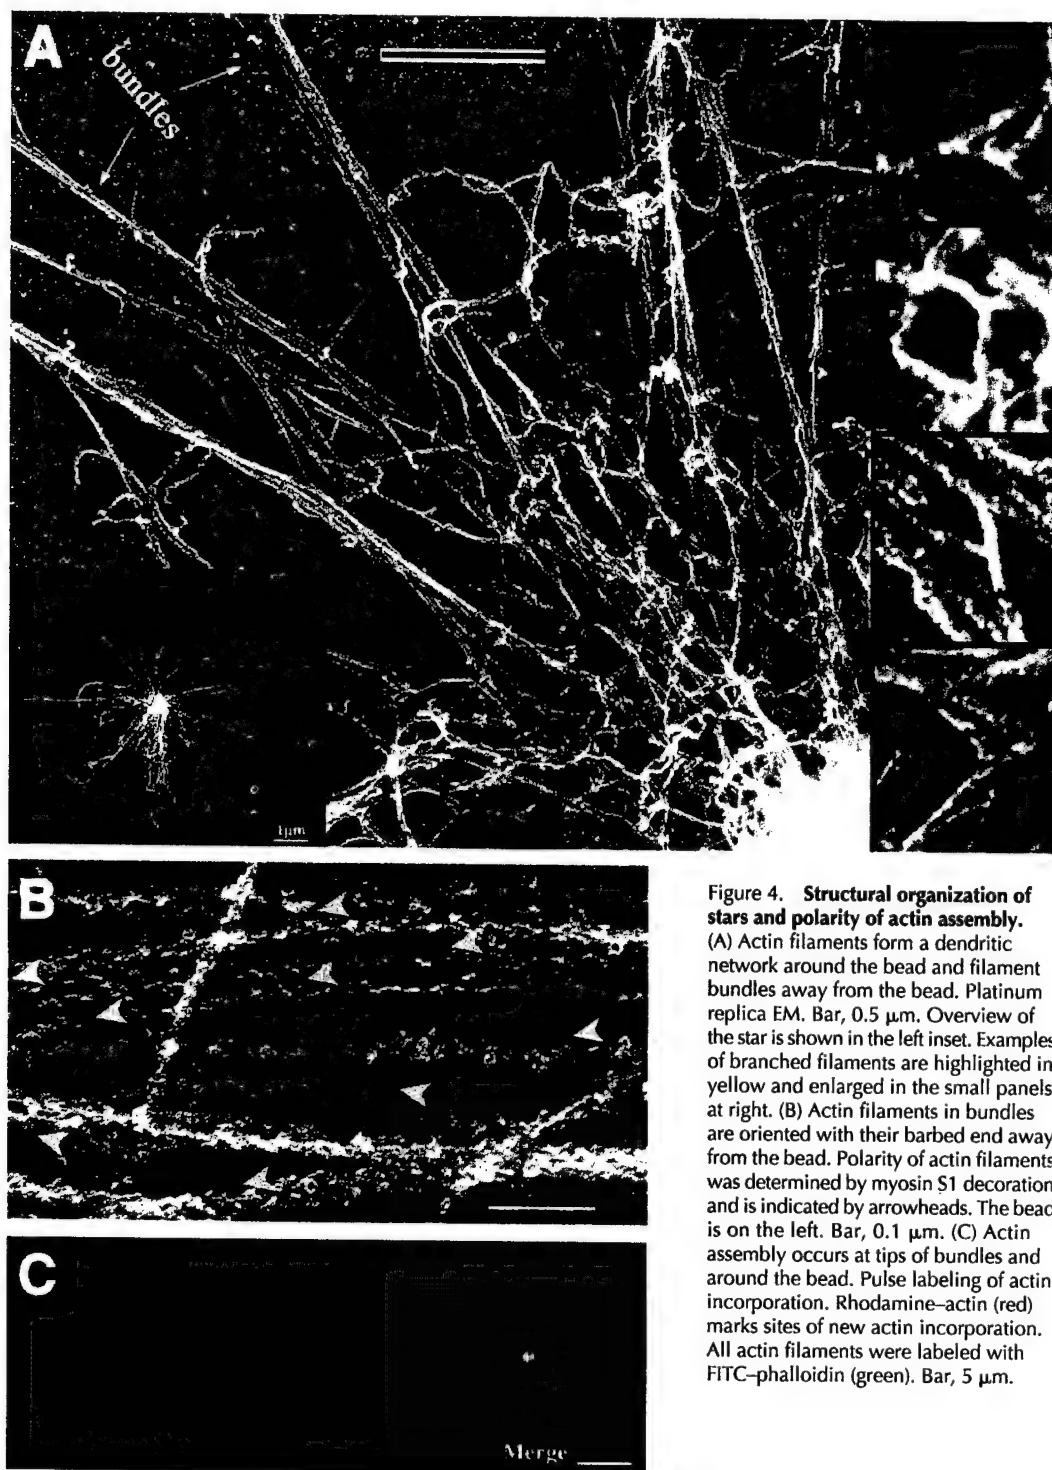 A
bundles
1μm
B
C
Merge
Figure 4. Structural organization of
stars and polarity of actin assembly.
(A) Actin filaments form a dendritic
network around the bead and filament
bundles away from the bead. Platinum
replica EM. Bar, 0.5 μm. Overview of
the star is shown in the left inset. Examples
of branched filaments are highlighted in
yellow and enlarged in the small panels
at right. (B) Actin filaments in bundles
are oriented with their barbed end away
from the bead. Polarity of actin filaments
was determined by myosin S1 decoration
and is indicated by arrowheads. The bead
is on the left. Bar, 0.1 μm. (C) Actin
assembly occurs at tips of bundles and
around the bead. Pulse labeling of actin
incorporation. Rhodamine–actin (red)
marks sites of new actin incorporation.
All actin filaments were labeled with
FITC–phalloidin (green). Bar, 5 μm.